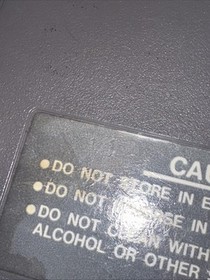 CAU
• DO NOT STORE IN E
• DO NOT
• DO NOT CLEAN WITH
ALCOHOL OR OTHER